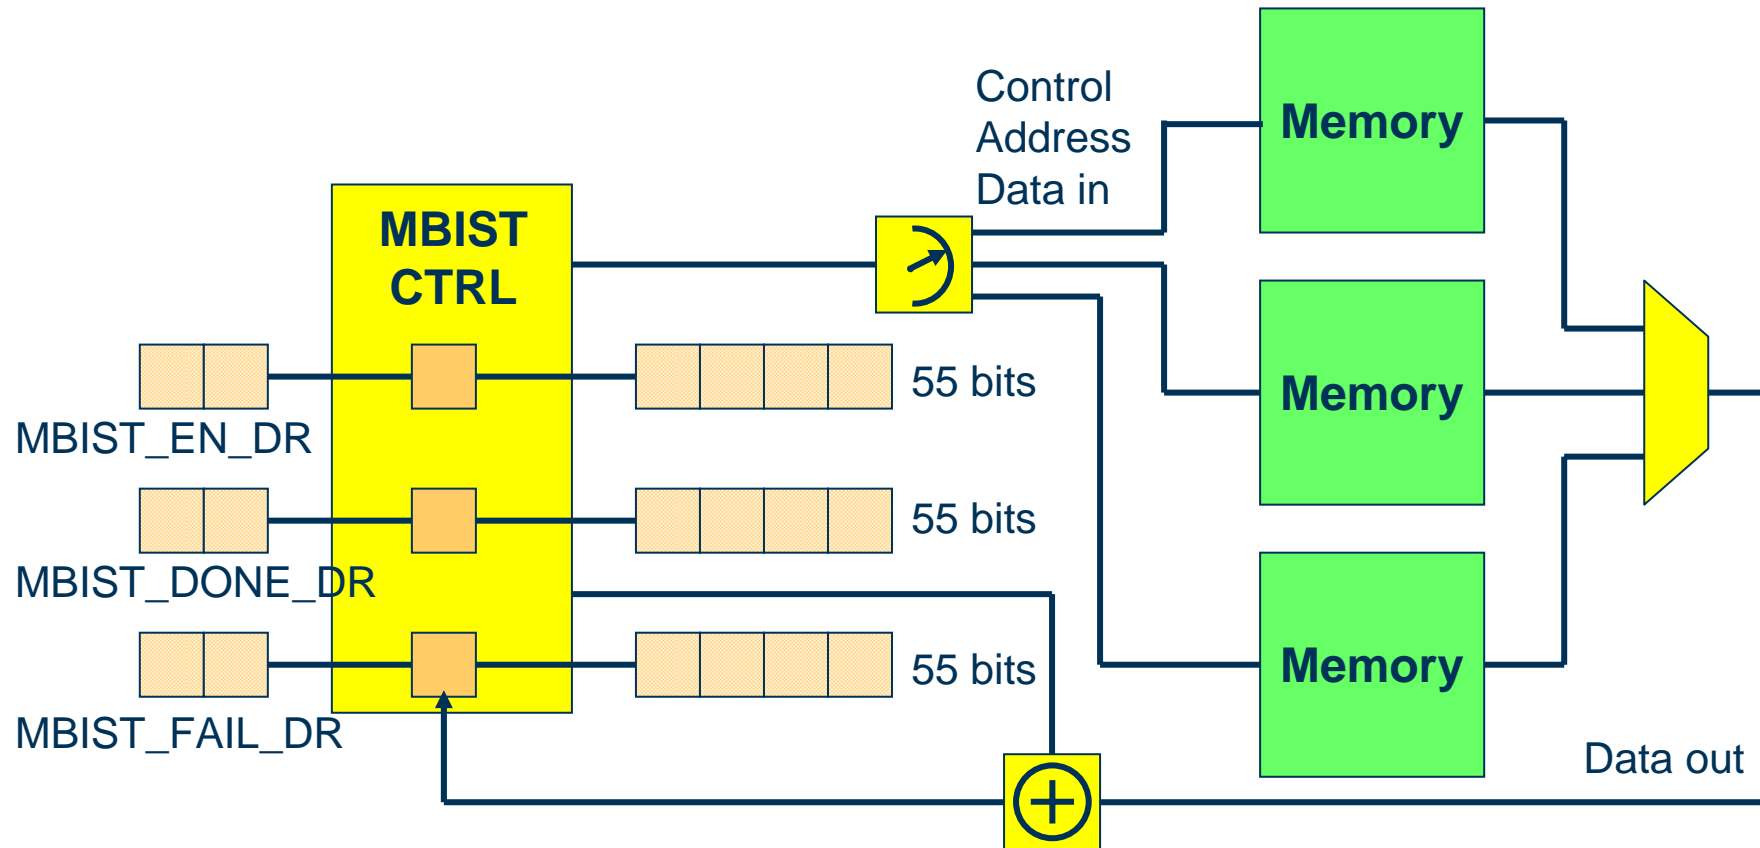 Control
Address
Data in
Memory
MBIST
CTRL
55 bits
MBIST_EN_DR
Memory
55 bits
MBIST_DONE_DR
55 bits
MBIST_FAIL_DR
Memory
Data out